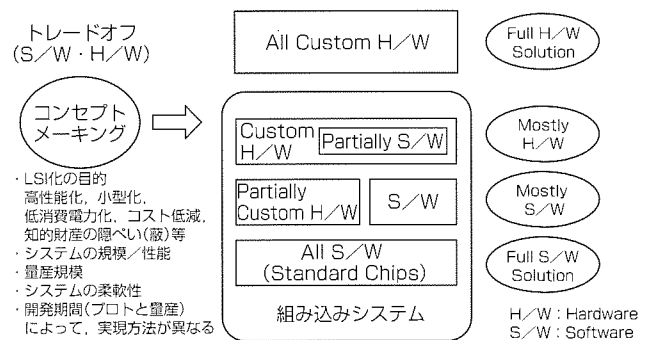 トレードオフ
(S/W・H/W)
コンセプト
メーキング
・LSI化の目的
高性能化，小型化，
低消費電力化，コスト低減，
知的財産の隠ぺい(蔽)等
・システムの規模／性能
・量産規模
・システムの柔軟性
・開発期間(プロトと量産)
によって，実現方法が異なる
All Custom H／W
Full H／W
Solution
Custom
H／W
Partially S／W
Mostly
H／W
Partially
Custom H／W
S／W
Mostly
S／W
All S／W
(Standard Chips)
Full S／W
Solution
組み込みシステム
H／W：Hardware
S／W：Software